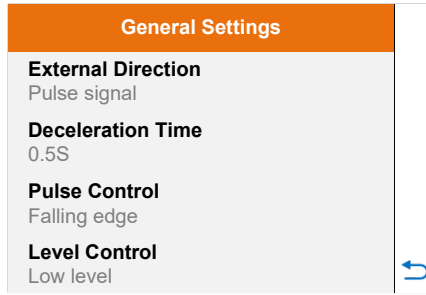 General Settings
External Direction
Pulse signal
Deceleration Time
0.5S
Pulse Control
Falling edge
Level Control
Low level